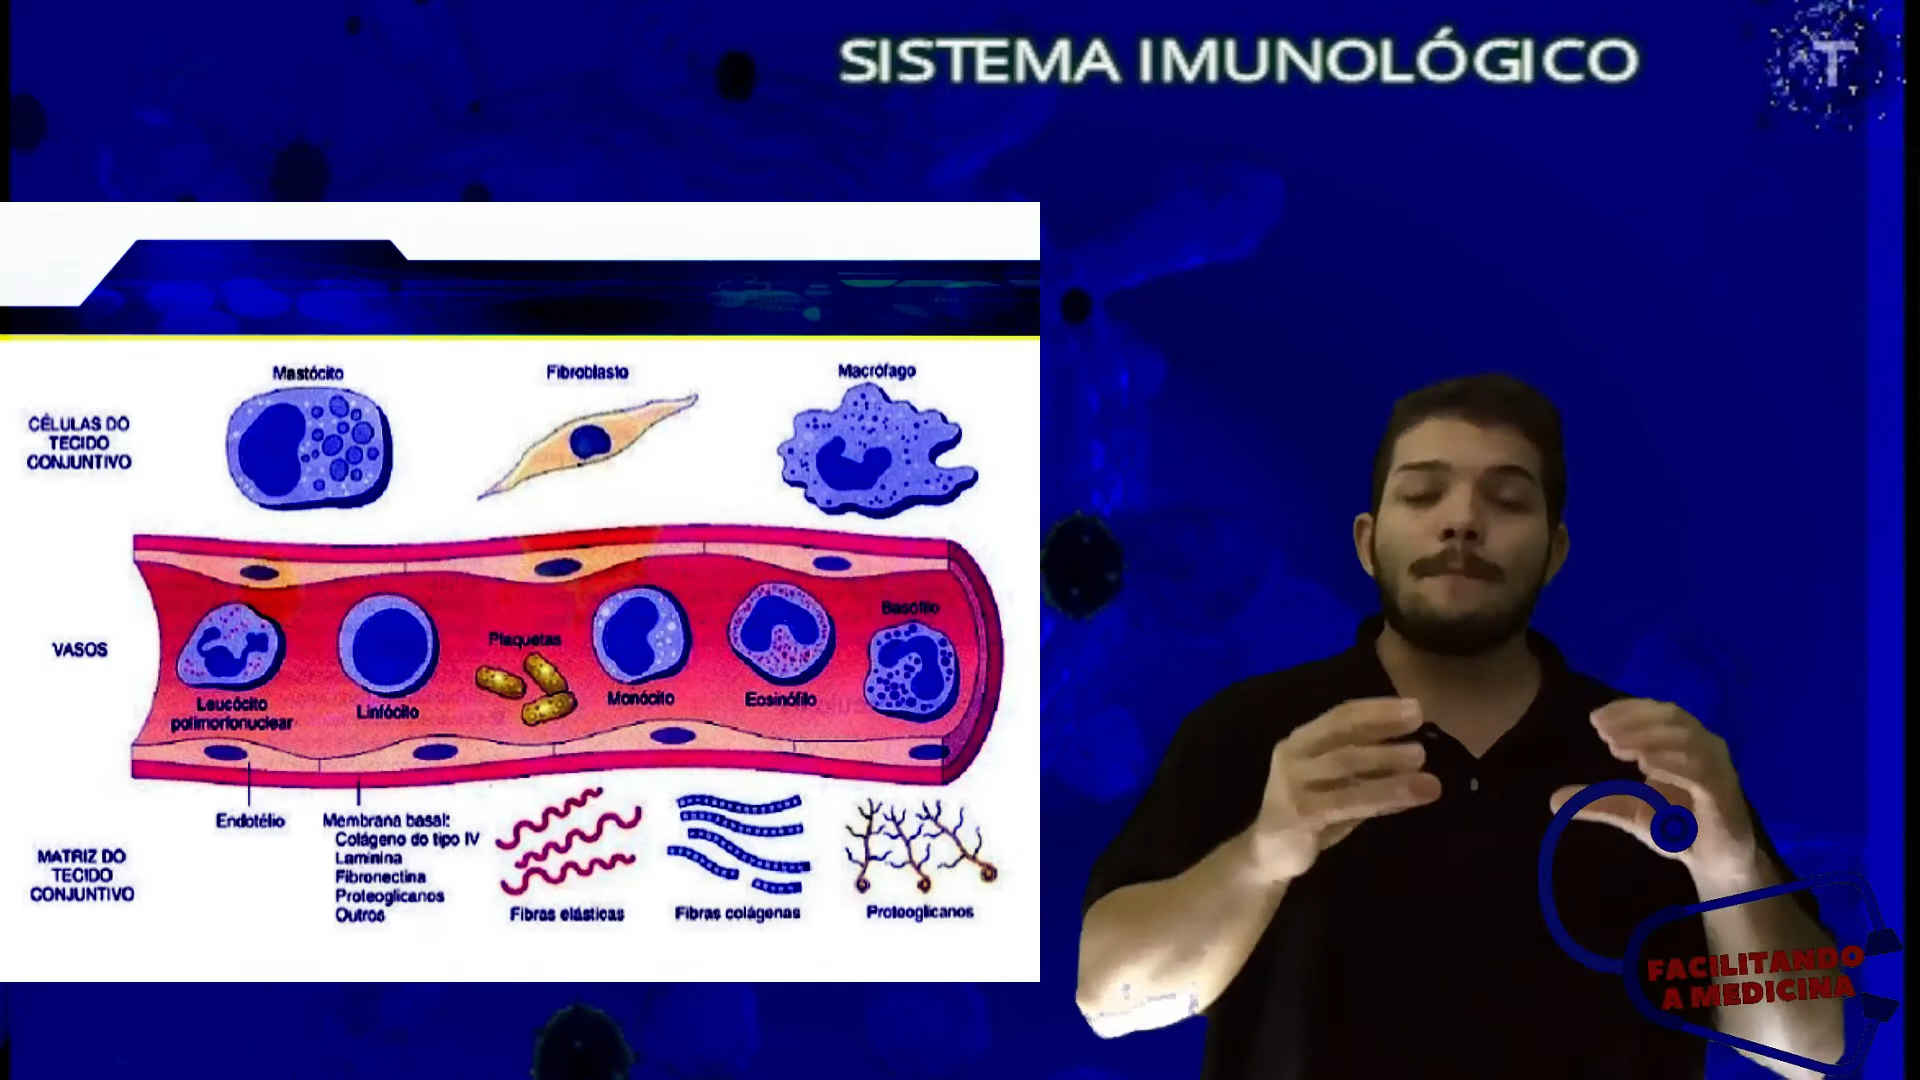 SISTEMA IMUNOLÓGICO
T
Mastócito
Fibroblasto
Macrófago
CÉLULAS DO
TECIDO
CONJUNTIVO
VASOS
Leucócito
polimorfonuclear
Linfócito
Plaquetas
Monócito
Eosinófilo
Basófilo
Endotélio
Membrana basal:
Colágeno do tipo IV
Laminina
Fibronectina
Proteoglicanos
Outros
MATRIZ DO
TECIDO
CONJUNTIVO
Fibras elásticas
Fibras colágenas
Proteoglicanos
FACILITANDO
A MEDICINA